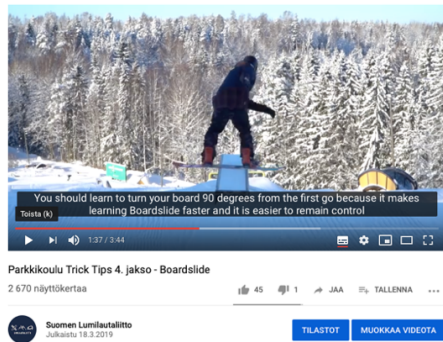 You should learn to turn your board 90 degrees from the first go because it makes
learning Boardslide faster and it is easier to remain control
Toista (k)
1:37 / 3:44
Parkkikoulu Trick Tips 4. jakso - Boardslide
2 670 näyttökertaa
45
1
JAA
TALLENNA
Suomen Lumilautaliitto
Julkaistu 18.3.2019
TILASTOT
MUOKKAA VIDEOTA